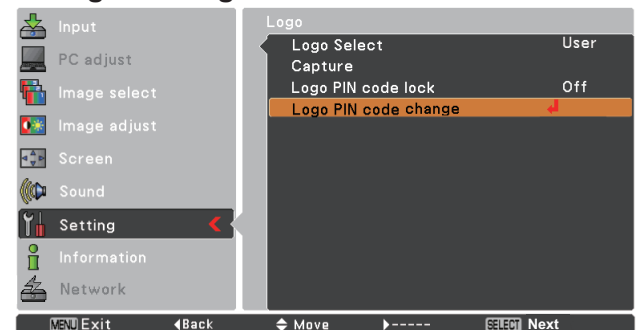 Input
PC adjust
Image select
Image adjust
Screen
Sound
Setting
Information
Network
Logo
Logo Select User
Capture
Logo PIN code lock Off
Logo PIN code change
MENU Exit Back Move ----- SELECT Next